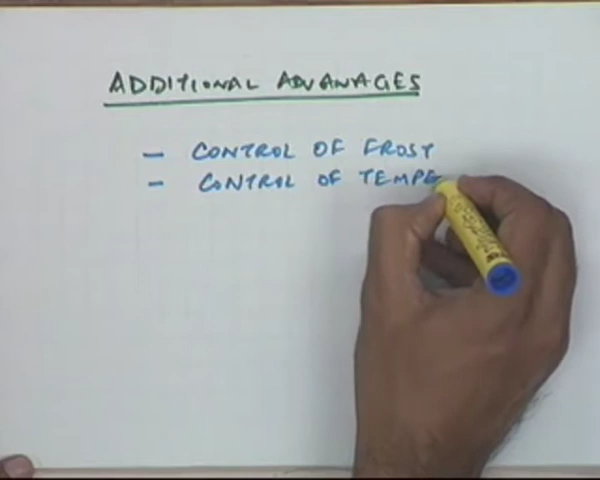 ADDITIONAL ADVANAGES
- CONTROL OF FROST
- CONTROL OF TEMPE